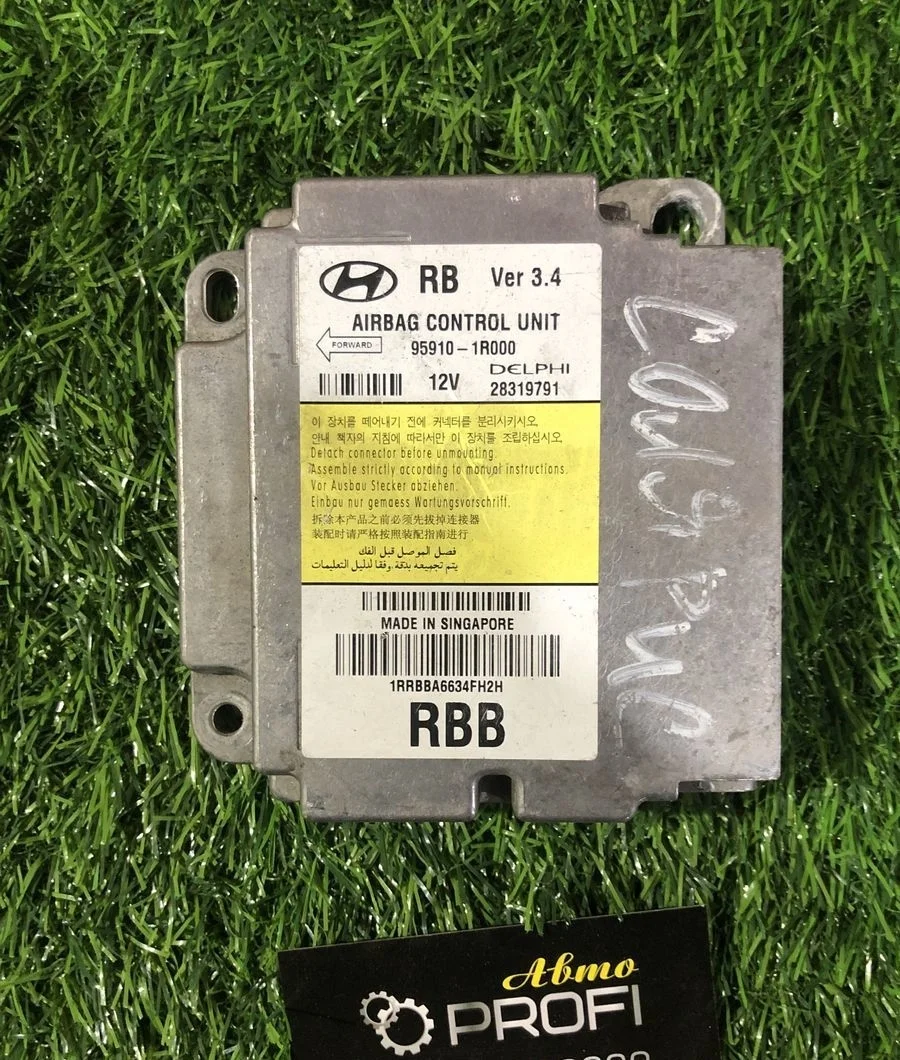 RB Ver 3.4
AIRBAG CONTROL UNIT
FORWARD
95910-1R000
DELPHI
12V 28319791
이 장치를 떼어내기 전에 커넥터를 분리시키시오.
안내 책자의 지침에 따라서만 이 장치를 조립하십시오.
Detach connector before unmounting.
Assemble strictly according to manual instructions.
Vor Ausbau Stecker abziehen.
Einbau nur gemaess Wartungsvorschrift.
拆除本产品之前必须先拔掉连接器
装配时请严格按照装配指南进行
فصل الموصل قبل الفك
يتم تجميعه بدقة وفقا لدليل التعليمات
MADE IN SINGAPORE
1RRBBA6634FH2H
RBB
Солярис
Авто
PROFI